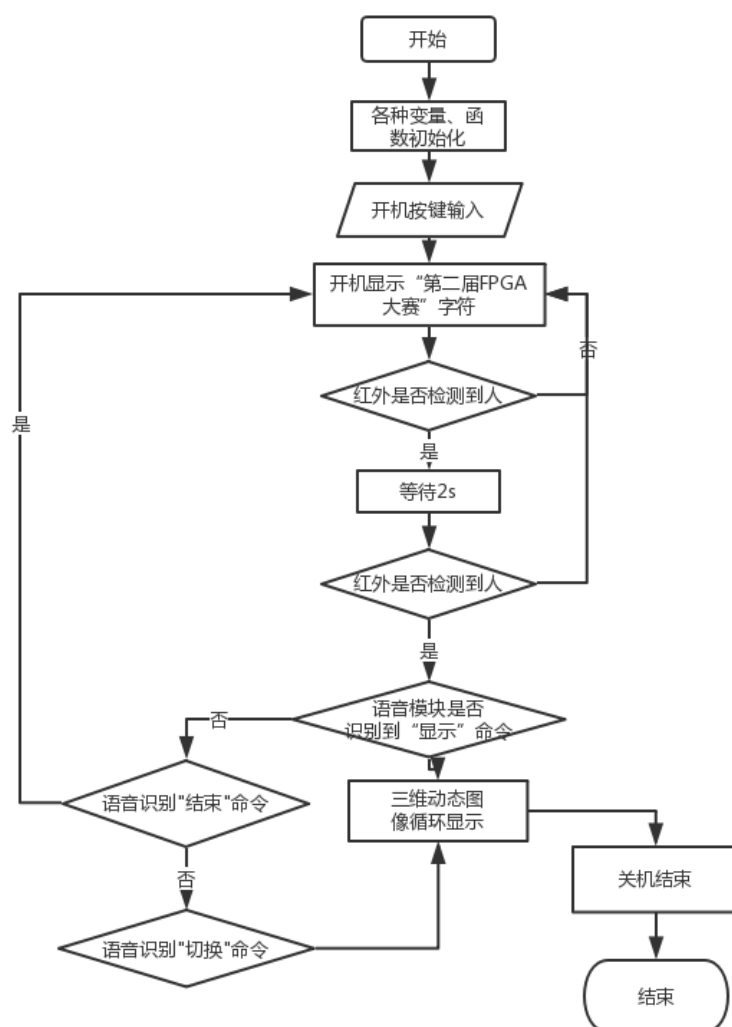 开始
各种变量、函
数初始化
开机按键输入
开机显示“第二届FPGA
大赛”字符
否
红外是否检测到人
是
是
等待2s
红外是否检测到人
是
语音模块是否
识别到“显示”命令
否
语音识别"结束"命令
三维动态图
像循环显示
否
关机结束
语音识别"切换"命令
结束